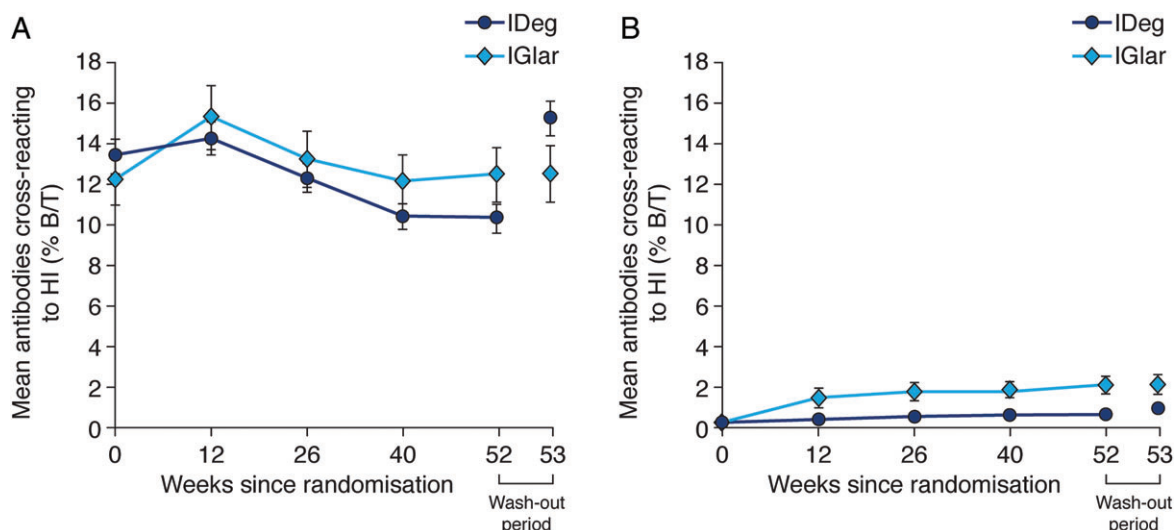 A
IDeg
IGlar
Mean antibodies cross-reacting
to HI (% B/T)
18
16
14
12
10
8
6
4
2
0
0 12 26 40 52 53
Weeks since randomisation
Wash-out
period
B
IDeg
IGlar
Mean antibodies cross-reacting
to HI (% B/T)
18
16
14
12
10
8
6
4
2
0
0 12 26 40 52 53
Weeks since randomisation
Wash-out
period